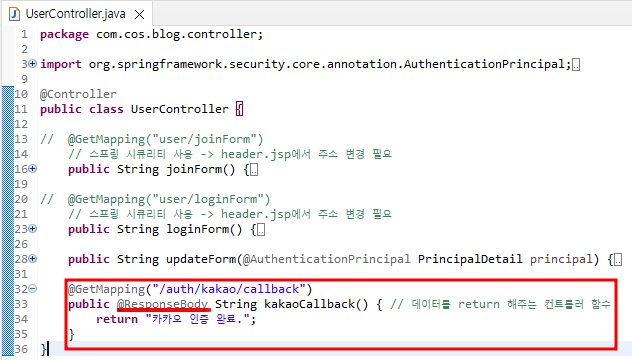 UserController.java
1 package com.cos.blog.controller;
2
3 import org.springframework.security.core.annotation.AuthenticationPrincipal;
9
10 @Controller
11 public class UserController {
12
13 // @GetMapping("user/joinForm")
14 // 스프링 시큐리티 사용 -> header.jsp에서 주소 변경 필요
16 public String joinForm() {
19
20 // @GetMapping("user/loginForm")
21 // 스프링 시큐리티 사용 -> header.jsp에서 주소 변경 필요
23 public String loginForm() {
26
28 public String updateForm(@AuthenticationPrincipal PrincipalDetail principal) {
31
32 @GetMapping("/auth/kakao/callback")
33 public @ResponseBody String kakaoCallback() { // 데이터를 return 해주는 컨트롤러 함수
34 return "카카오 인증 완료.";
35 }
36 }
37